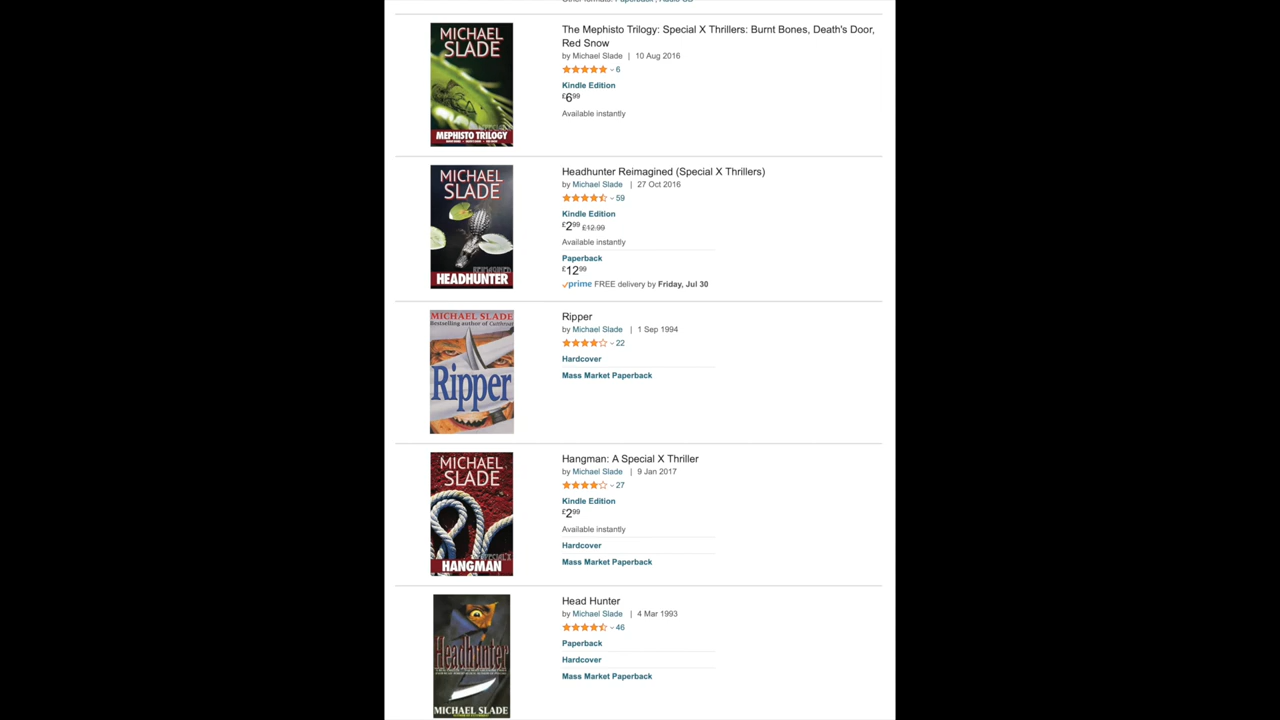 The Mephisto Trilogy: Special X Thrillers: Burnt Bones, Death's Door,
Red Snow
by Michael Slade | 10 Aug 2016
6
Kindle Edition
£6.99
Available instantly
MICHAEL
SLADE
MEPHISTO TRILOGY
Headhunter Reimagined (Special X Thrillers)
by Michael Slade | 27 Oct 2016
59
Kindle Edition
£2.99 £12.99
Available instantly
Paperback
£12.99
prime FREE delivery by Friday, Jul 30
MICHAEL
SLADE
REIMAGINED
HEADHUNTER
Ripper
by Michael Slade | 1 Sep 1994
22
Hardcover
Mass Market Paperback
MICHAEL SLADE
Bestselling author of Cutthroat
Ripper
Hangman: A Special X Thriller
by Michael Slade | 9 Jan 2017
27
Kindle Edition
£2.99
Available instantly
Hardcover
Mass Market Paperback
MICHAEL
SLADE
SPECIAL X
HANGMAN
Head Hunter
by Michael Slade | 4 Mar 1993
46
Paperback
Hardcover
Mass Market Paperback
Headhunter
MICHAEL SLADE